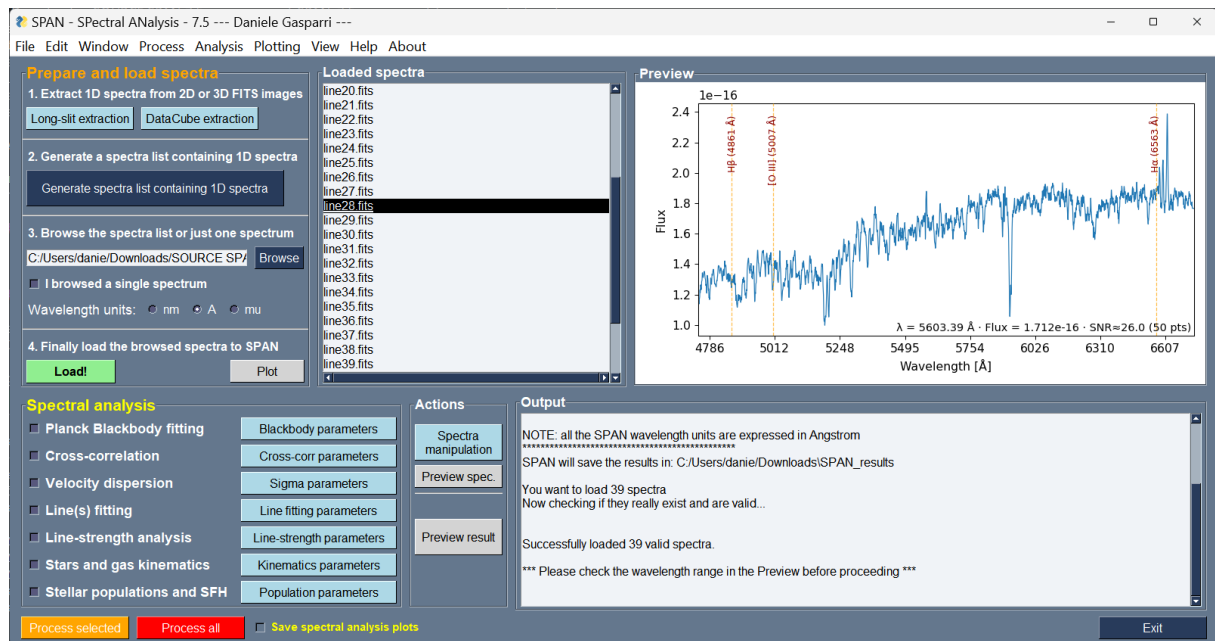 SPAN - SPectral ANalysis - 7.5 --- Daniele Gasparri ---
File Edit Window Process Analysis Plotting View Help About
Prepare and load spectra
1. Extract 1D spectra from 2D or 3D FITS images
Long-slit extraction DataCube extraction
2. Generate a spectra list containing 1D spectra
Generate spectra list containing 1D spectra
3. Browse the spectra list or just one spectrum
C:/Users/danie/Downloads/SOURCE SPA Browse
I browsed a single spectrum
Wavelength units: nm A mu
4. Finally load the browsed spectra to SPAN
Load! Plot
Loaded spectra
line20.fits
line21.fits
line22.fits
line23.fits
line24.fits
line25.fits
line26.fits
line27.fits
line28.fits
line29.fits
line30.fits
line31.fits
line32.fits
line33.fits
line34.fits
line35.fits
line36.fits
line37.fits
line38.fits
line39.fits
Preview
1e−16
2.4
2.2
2.0
1.8
1.6
1.4
1.2
1.0
Flux
Hβ (4861 Å)
[O III] (5007 Å)
Hα (6563 Å)
λ = 5603.39 Å · Flux = 1.712e-16 · SNR≈26.0 (50 pts)
4786 5012 5248 5495 5754 6026 6310 6607
Wavelength [Å]
Spectral analysis
Planck Blackbody fitting Blackbody parameters
Cross-correlation Cross-corr parameters
Velocity dispersion Sigma parameters
Line(s) fitting Line fitting parameters
Line-strength analysis Line-strength parameters
Stars and gas kinematics Kinematics parameters
Stellar populations and SFH Population parameters
Actions
Spectra
manipulation
Preview spec.
Preview result
Output
NOTE: all the SPAN wavelength units are expressed in Angstrom
************************************************
SPAN will save the results in: C:/Users/danie/Downloads\SPAN_results
You want to load 39 spectra
Now checking if they really exist and are valid...
Successfully loaded 39 valid spectra.
*** Please check the wavelength range in the Preview before proceeding ***
Process selected Process all Save spectral analysis plots Exit